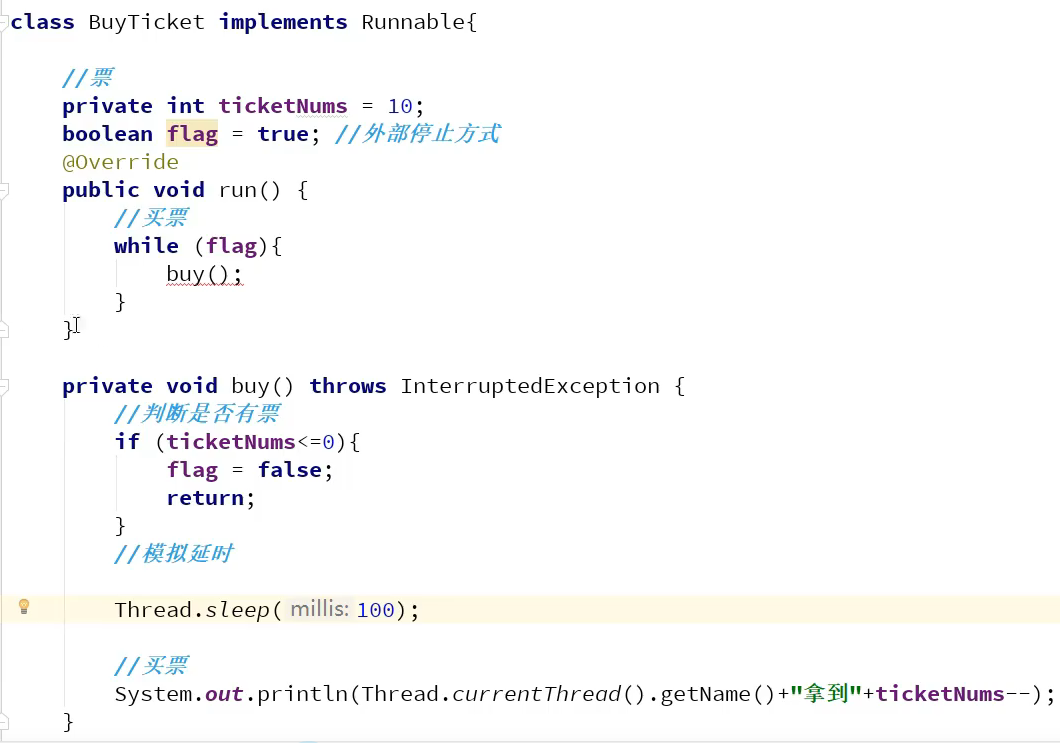 class BuyTicket implements Runnable{
//票
private int ticketNums = 10;
boolean flag = true; //外部停止方式
@Override
public void run() {
//买票
while (flag){
buy();
}
}
private void buy() throws InterruptedException {
//判断是否有票
if (ticketNums<=0){
flag = false;
return;
}
//模拟延时
Thread.sleep( millis: 100);
//买票
System.out.println(Thread.currentThread().getName()+"拿到"+ticketNums--);
}